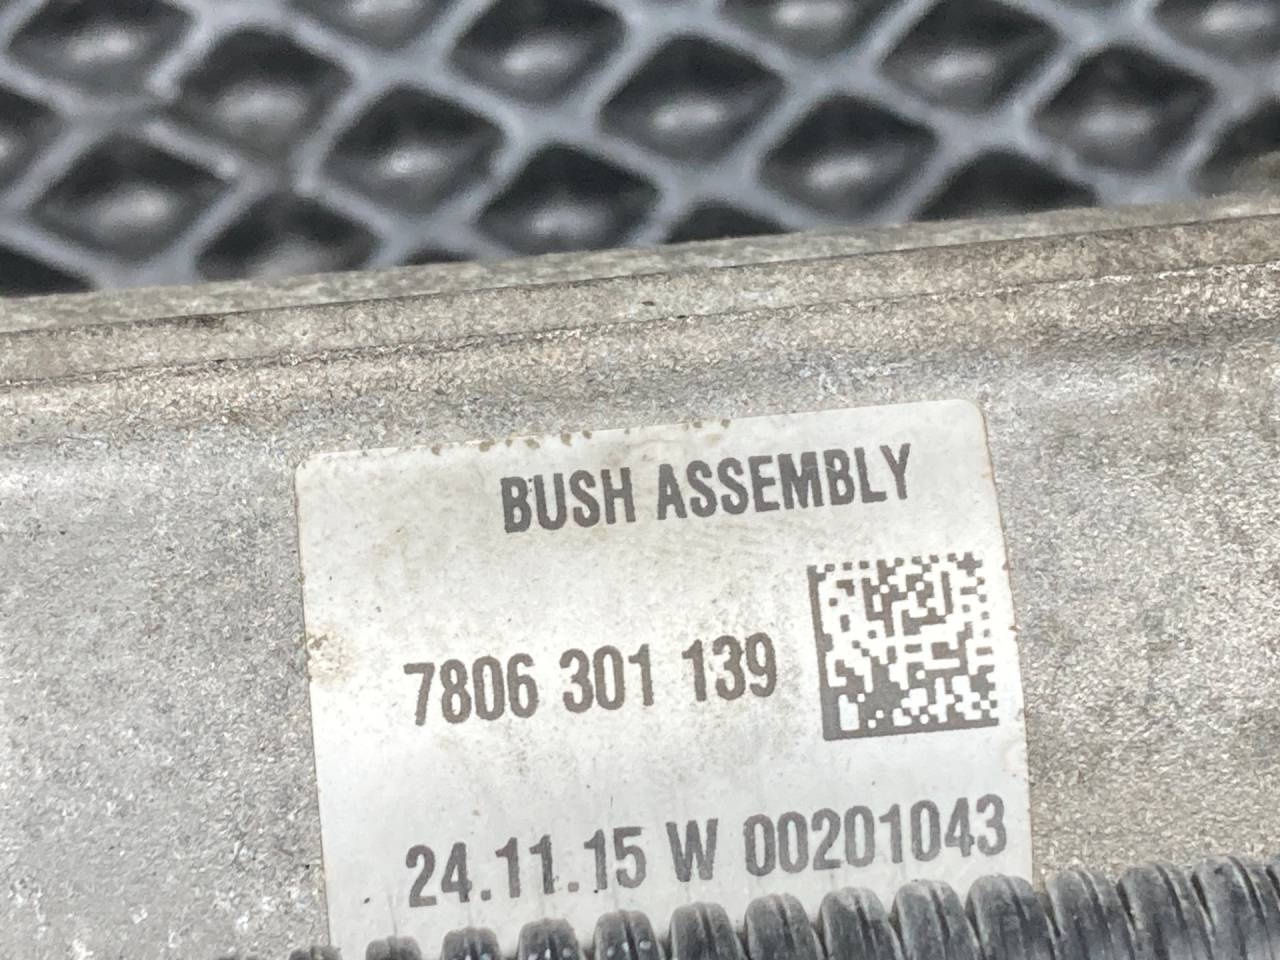 BUSH ASSEMBLY
7806 301 139
24.11.15 W 00201043